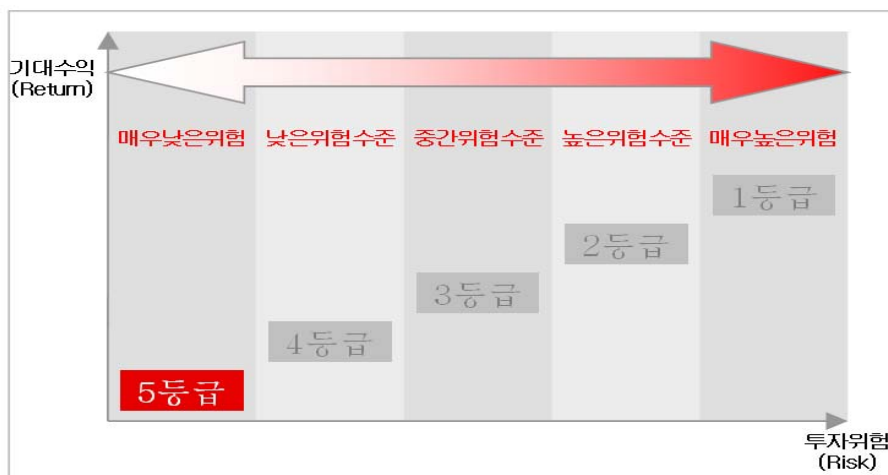 기대수익
(Return)
매우낮은위험 낮은위험수준 중간위험수준 높은위험수준 매우높은위험
1등급
2등급
3등급
4등급
5등급
투자위험
(Risk)